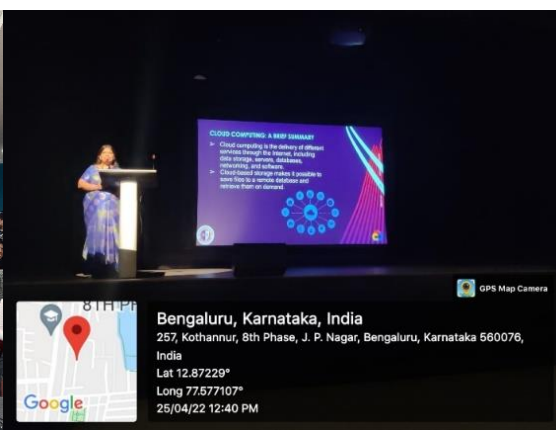 CLOUD COMPUTING: A BRIEF SUMMARY
➢ Cloud computing is the delivery of different
services through the Internet, including
data storage, servers, databases,
networking, and software.
➢ Cloud-based storage makes it possible to
save files to a remote database and
retrieve them on demand.
GPS Map Camera
8TH PH
Google
Bengaluru, Karnataka, India
257, Kothannur, 8th Phase, J. P. Nagar, Bengaluru, Karnataka 560076,
India
Lat 12.87229°
Long 77.577107°
25/04/22 12:40 PM